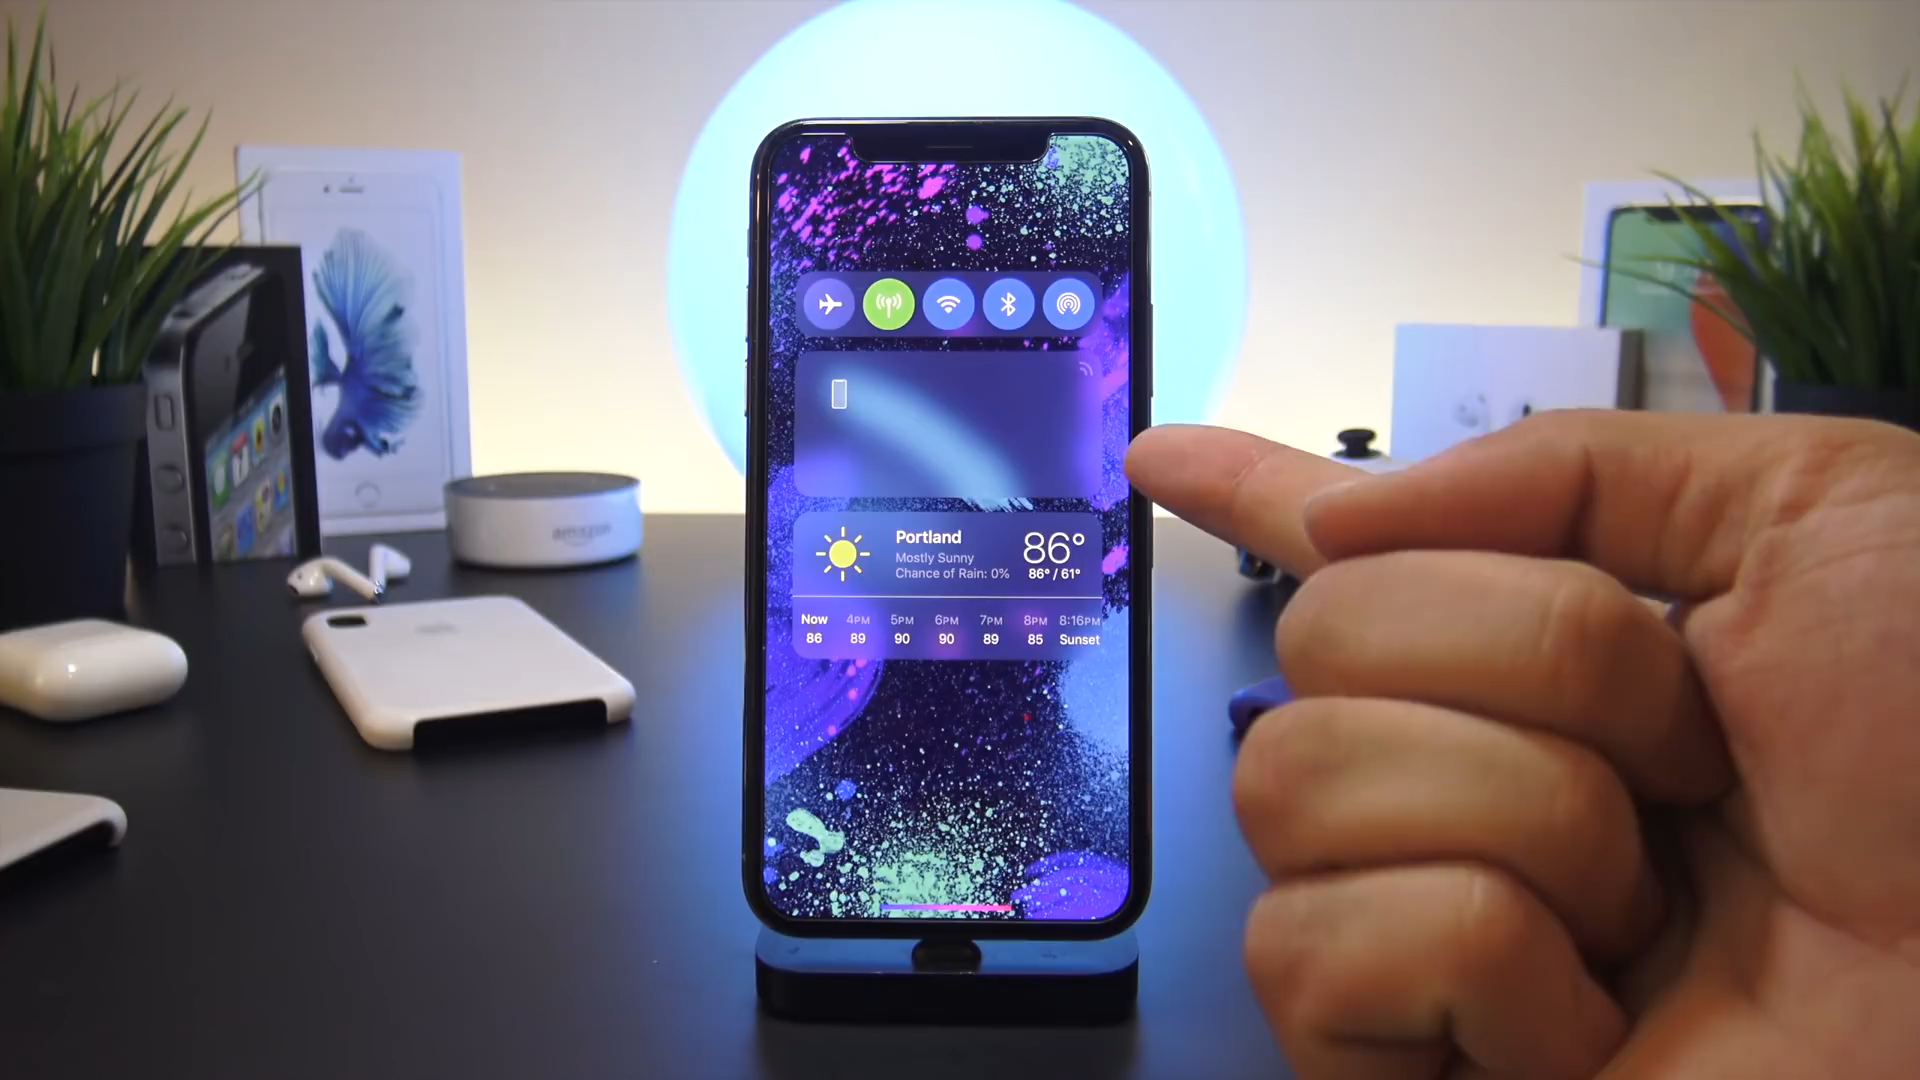 Portland
Mostly Sunny
Chance of Rain: 0%
86°
86° / 61°
Now 4PM 5PM 6PM 7PM 8PM 8:16PM
86 89 90 90 89 85 Sunset
amazon